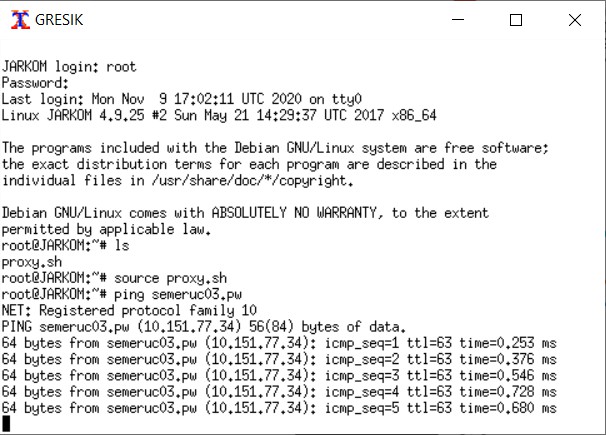 GRESIK
JARKOM login: root
Password:
Last login: Mon Nov  9 17:02:11 UTC 2020 on tty0
Linux JARKOM 4.9.25 #2 Sun May 21 14:29:37 UTC 2017 x86_64

The programs included with the Debian GNU/Linux system are free software;
the exact distribution terms for each program are described in the
individual files in /usr/share/doc/*/copyright.

Debian GNU/Linux comes with ABSOLUTELY NO WARRANTY, to the extent
permitted by applicable law.
root@JARKOM:~# ls
proxy.sh
root@JARKOM:~# source proxy.sh
root@JARKOM:~# ping semeruc03.pw
NET: Registered protocol family 10
PING semeruc03.pw (10.151.77.34) 56(84) bytes of data.
64 bytes from semeruc03.pw (10.151.77.34): icmp_seq=1 ttl=63 time=0.253 ms
64 bytes from semeruc03.pw (10.151.77.34): icmp_seq=2 ttl=63 time=0.376 ms
64 bytes from semeruc03.pw (10.151.77.34): icmp_seq=3 ttl=63 time=0.546 ms
64 bytes from semeruc03.pw (10.151.77.34): icmp_seq=4 ttl=63 time=0.728 ms
64 bytes from semeruc03.pw (10.151.77.34): icmp_seq=5 ttl=63 time=0.680 ms